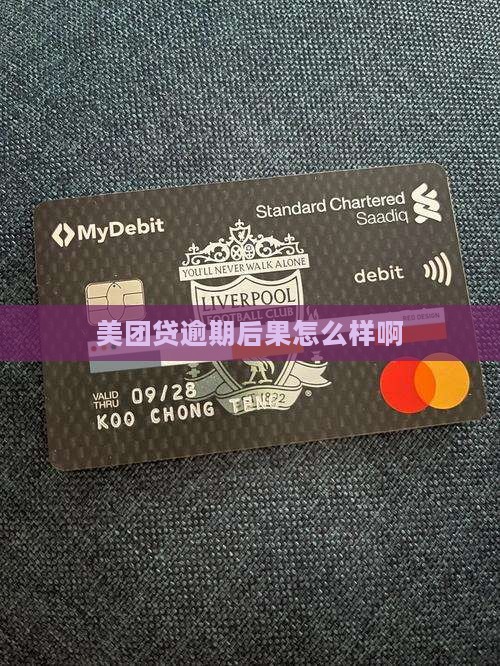 MyDebit
Standard Chartered
Saadiq
YOU'LL NEVER WALK ALONE
debit
LIVERPOOL
FOOTBALL CLUB
美团贷逾期后果怎么样啊
VALID
THRU
09/28
KOO CHONG